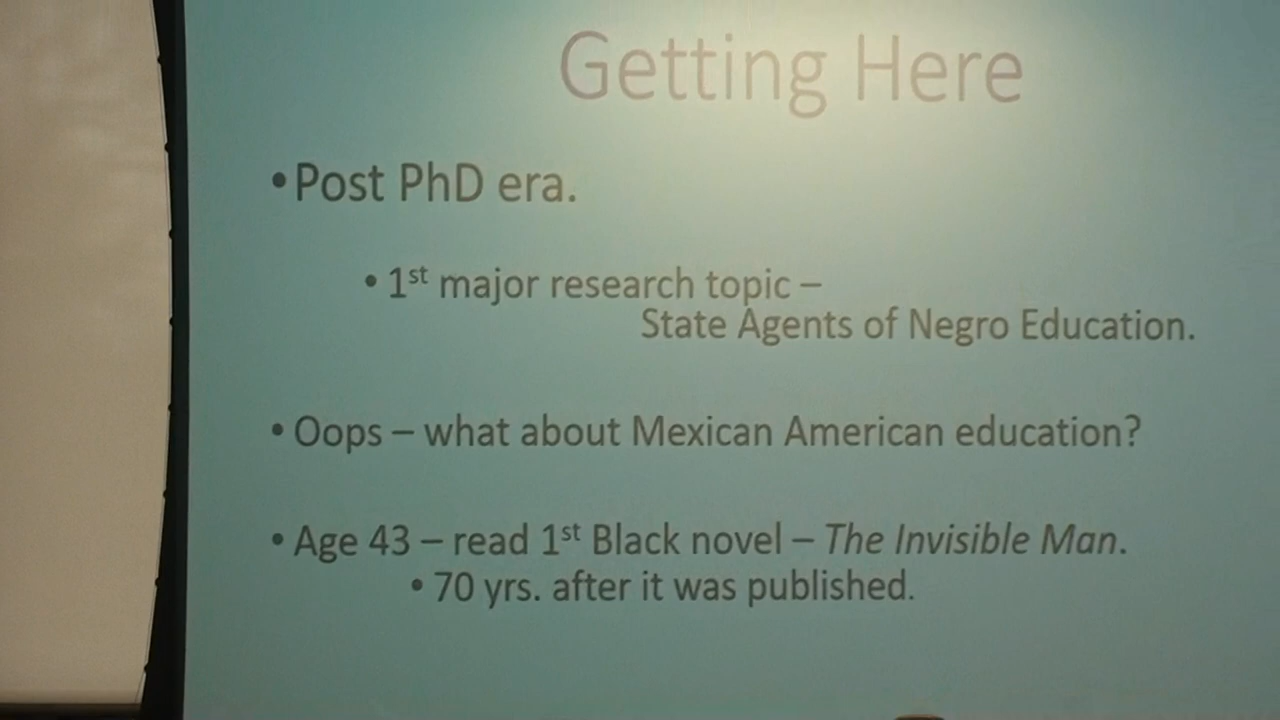 Getting Here
•Post PhD era.
• 1st major research topic –
State Agents of Negro Education.
• Oops – what about Mexican American education?
• Age 43 – read 1st Black novel – The Invisible Man.
• 70 yrs. after it was published.